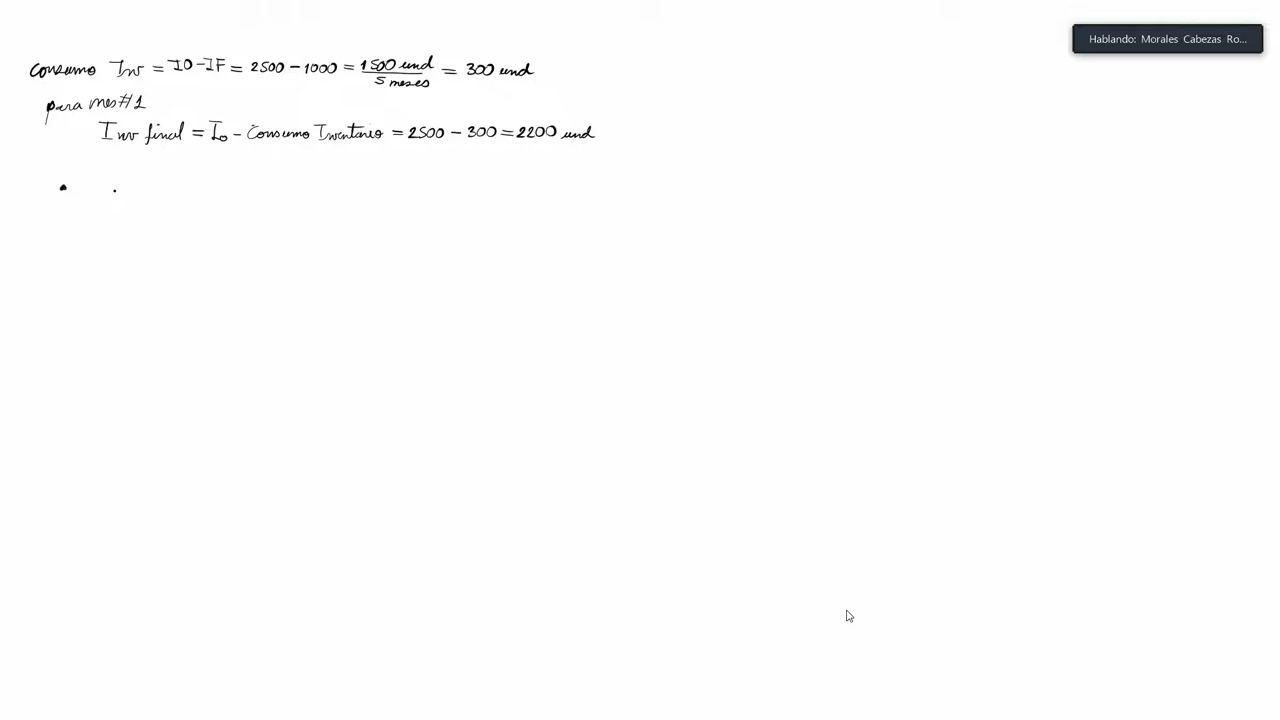 Hablando: Morales Cabezas Ro...
Consumo Inv = IO - IF = 2500 - 1000 = 1500 und / 5 meses = 300 und
para mes #1
Inv final = Io - Consumo Inventario = 2500 - 300 = 2200 und